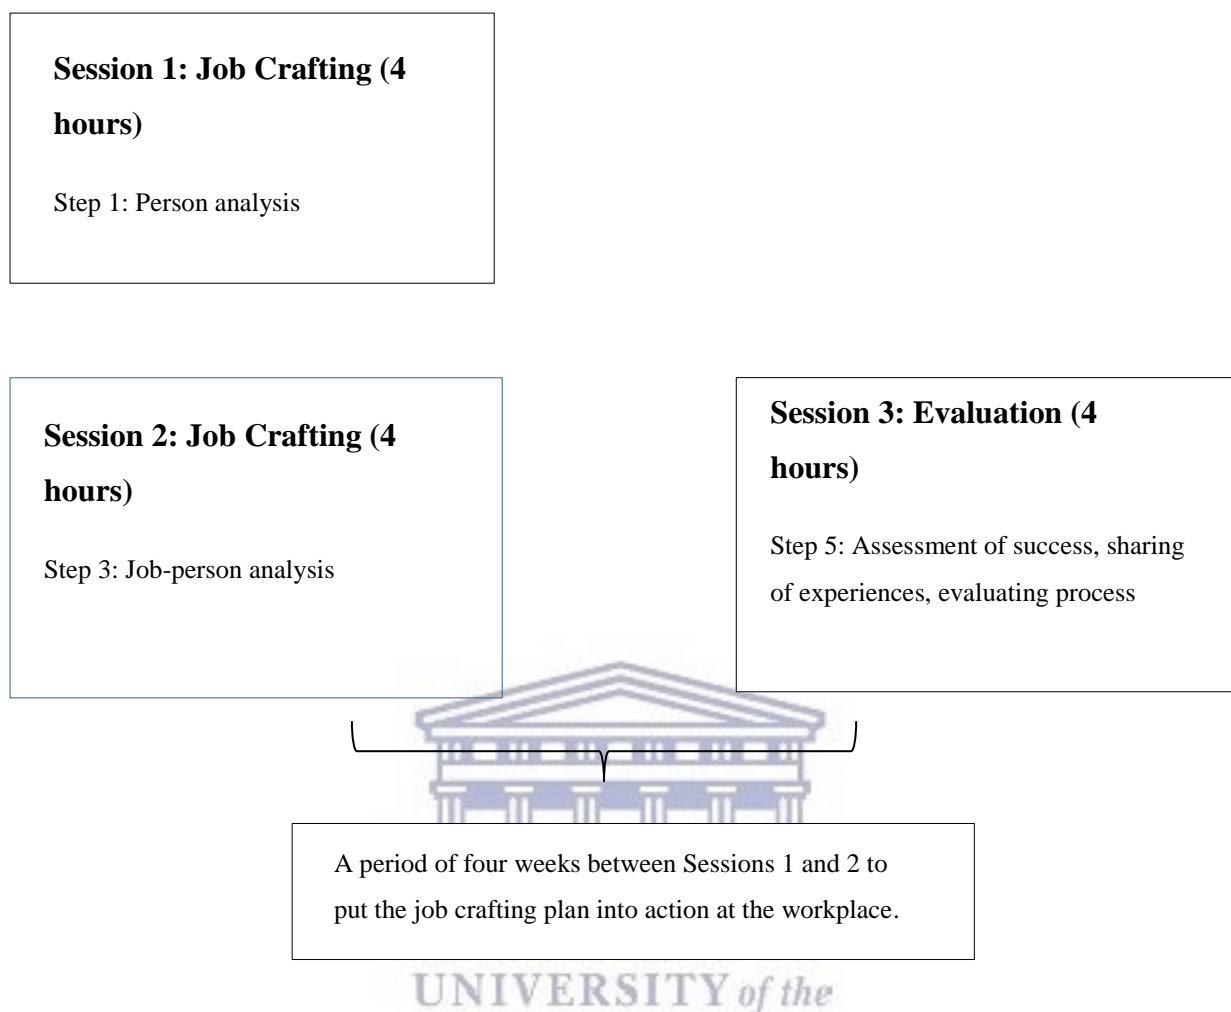 Session 1: Job Crafting (4
hours)
Step 1: Person analysis
Session 2: Job Crafting (4
hours)
Step 3: Job-person analysis
Session 3: Evaluation (4
hours)
Step 5: Assessment of success, sharing
of experiences, evaluating process
A period of four weeks between Sessions 1 and 2 to
put the job crafting plan into action at the workplace.
UNIVERSITY of the